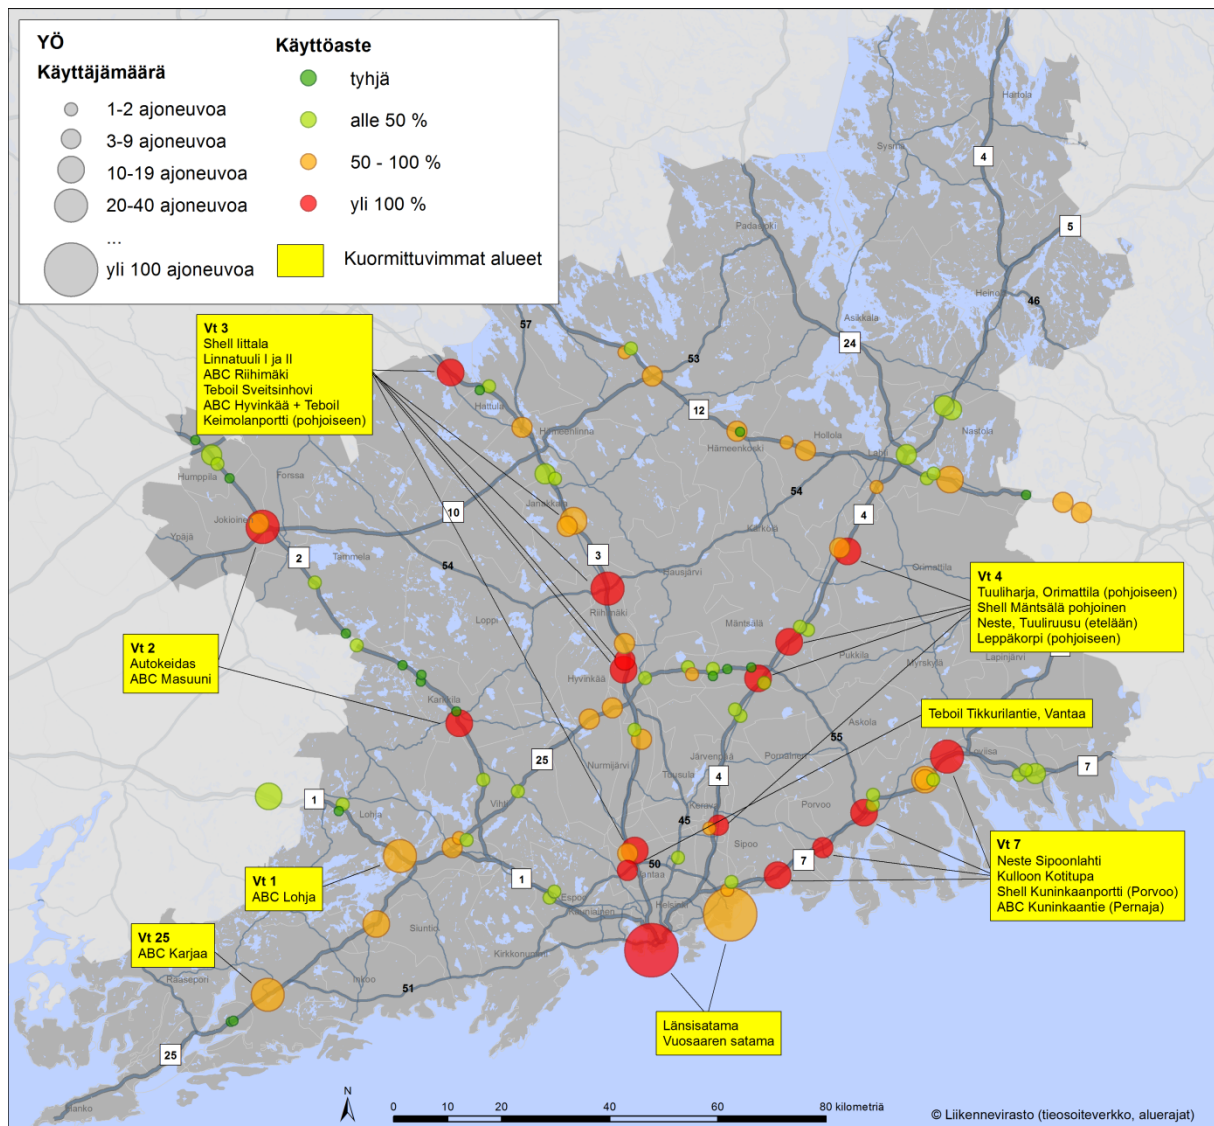 YÖ
Käyttäjämäärä
1-2 ajoneuvoa
3-9 ajoneuvoa
10-19 ajoneuvoa
20-40 ajoneuvoa
...
yli 100 ajoneuvoa
Käyttöaste
tyhjä
alle 50 %
50 - 100 %
yli 100 %
Kuormittuvimmat alueet
Hartola
Sysmä
4
Padasjoki
5
Heinola
46
Asikkala
24
57
53
12
Vt 3
Shell Iittala
Linnatuuli I ja II
ABC Riihimäki
Teboil Sveitsinhovi
ABC Hyvinkää + Teboil
Keimolanportti (pohjoiseen)
Hattula
Hämeenlinna
Hämeenkoski
Hollola
Lahti
Nastola
Humppila
Forssa
Jokioinen
Ypäjä
10
Janakkala
54
4
Kärkölä
2
Tammela
54
3
Hausjärvi
Orimattila
Riihimäki
Loppi
Mäntsälä
Pukkila
Myrskylä
Lapinjärvi
Vt 4
Tuuliharja, Orimattila (pohjoiseen)
Shell Mäntsälä pohjoinen
Neste, Tuuliruusu (etelään)
Leppäkorpi (pohjoiseen)
Vt 2
Autokeidas
ABC Masuuni
Hyvinkää
Karkkila
Teboil Tikkurilantie, Vantaa
Askola
55
25
Nurmijärvi
Järvenpää
Pornainen
Tuusula
4
Loviisa
7
1
Lohja
Vihti
Kerava
45
Porvoo
Sipoo
7
50
Vantaa
Vt 1
ABC Lohja
1
Espoo
Kauniainen
Helsinki
Vt 7
Neste Sipoonlahti
Kulloon Kotitupa
Shell Kuninkaanportti (Porvoo)
ABC Kuninkaantie (Pernaja)
Vt 25
ABC Karjaa
Siuntio
Kirkkonummi
Raasepori
Inkoo
51
Länsisatama
Vuosaaren satama
25
Hanko
N
0 10 20 40 60 80 kilometriä
© Liikennevirasto (tieosoiteverkko, aluerajat)